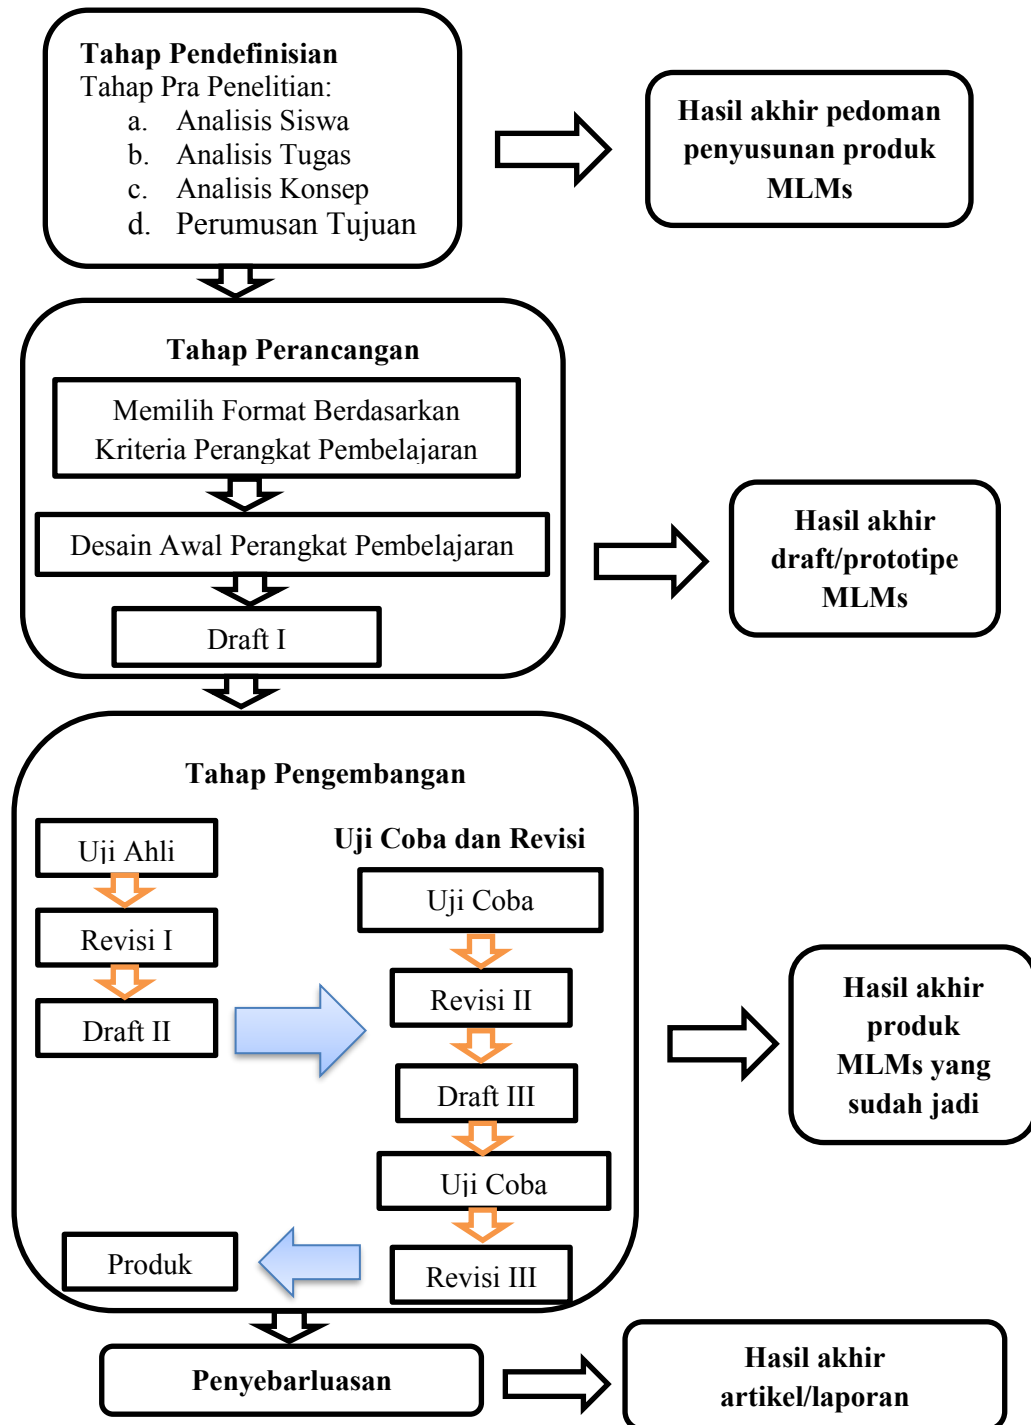 Tahap Pendefinisian
Tahap Pra Penelitian:
a. Analisis Siswa
b. Analisis Tugas
c. Analisis Konsep
d. Perumusan Tujuan
Hasil akhir pedoman
penyusunan produk
MLMs
Tahap Perancangan
Memilih Format Berdasarkan
Kriteria Perangkat Pembelajaran
Desain Awal Perangkat Pembelajaran
Draft I
Hasil akhir
draft/prototipe
MLMs
Tahap Pengembangan
Uji Ahli
Revisi I
Draft II
Uji Coba dan Revisi
Uji Coba
Revisi II
Draft III
Uji Coba
Revisi III
Produk
Hasil akhir
produk
MLMs yang
sudah jadi
Penyebarluasan
Hasil akhir
artikel/laporan